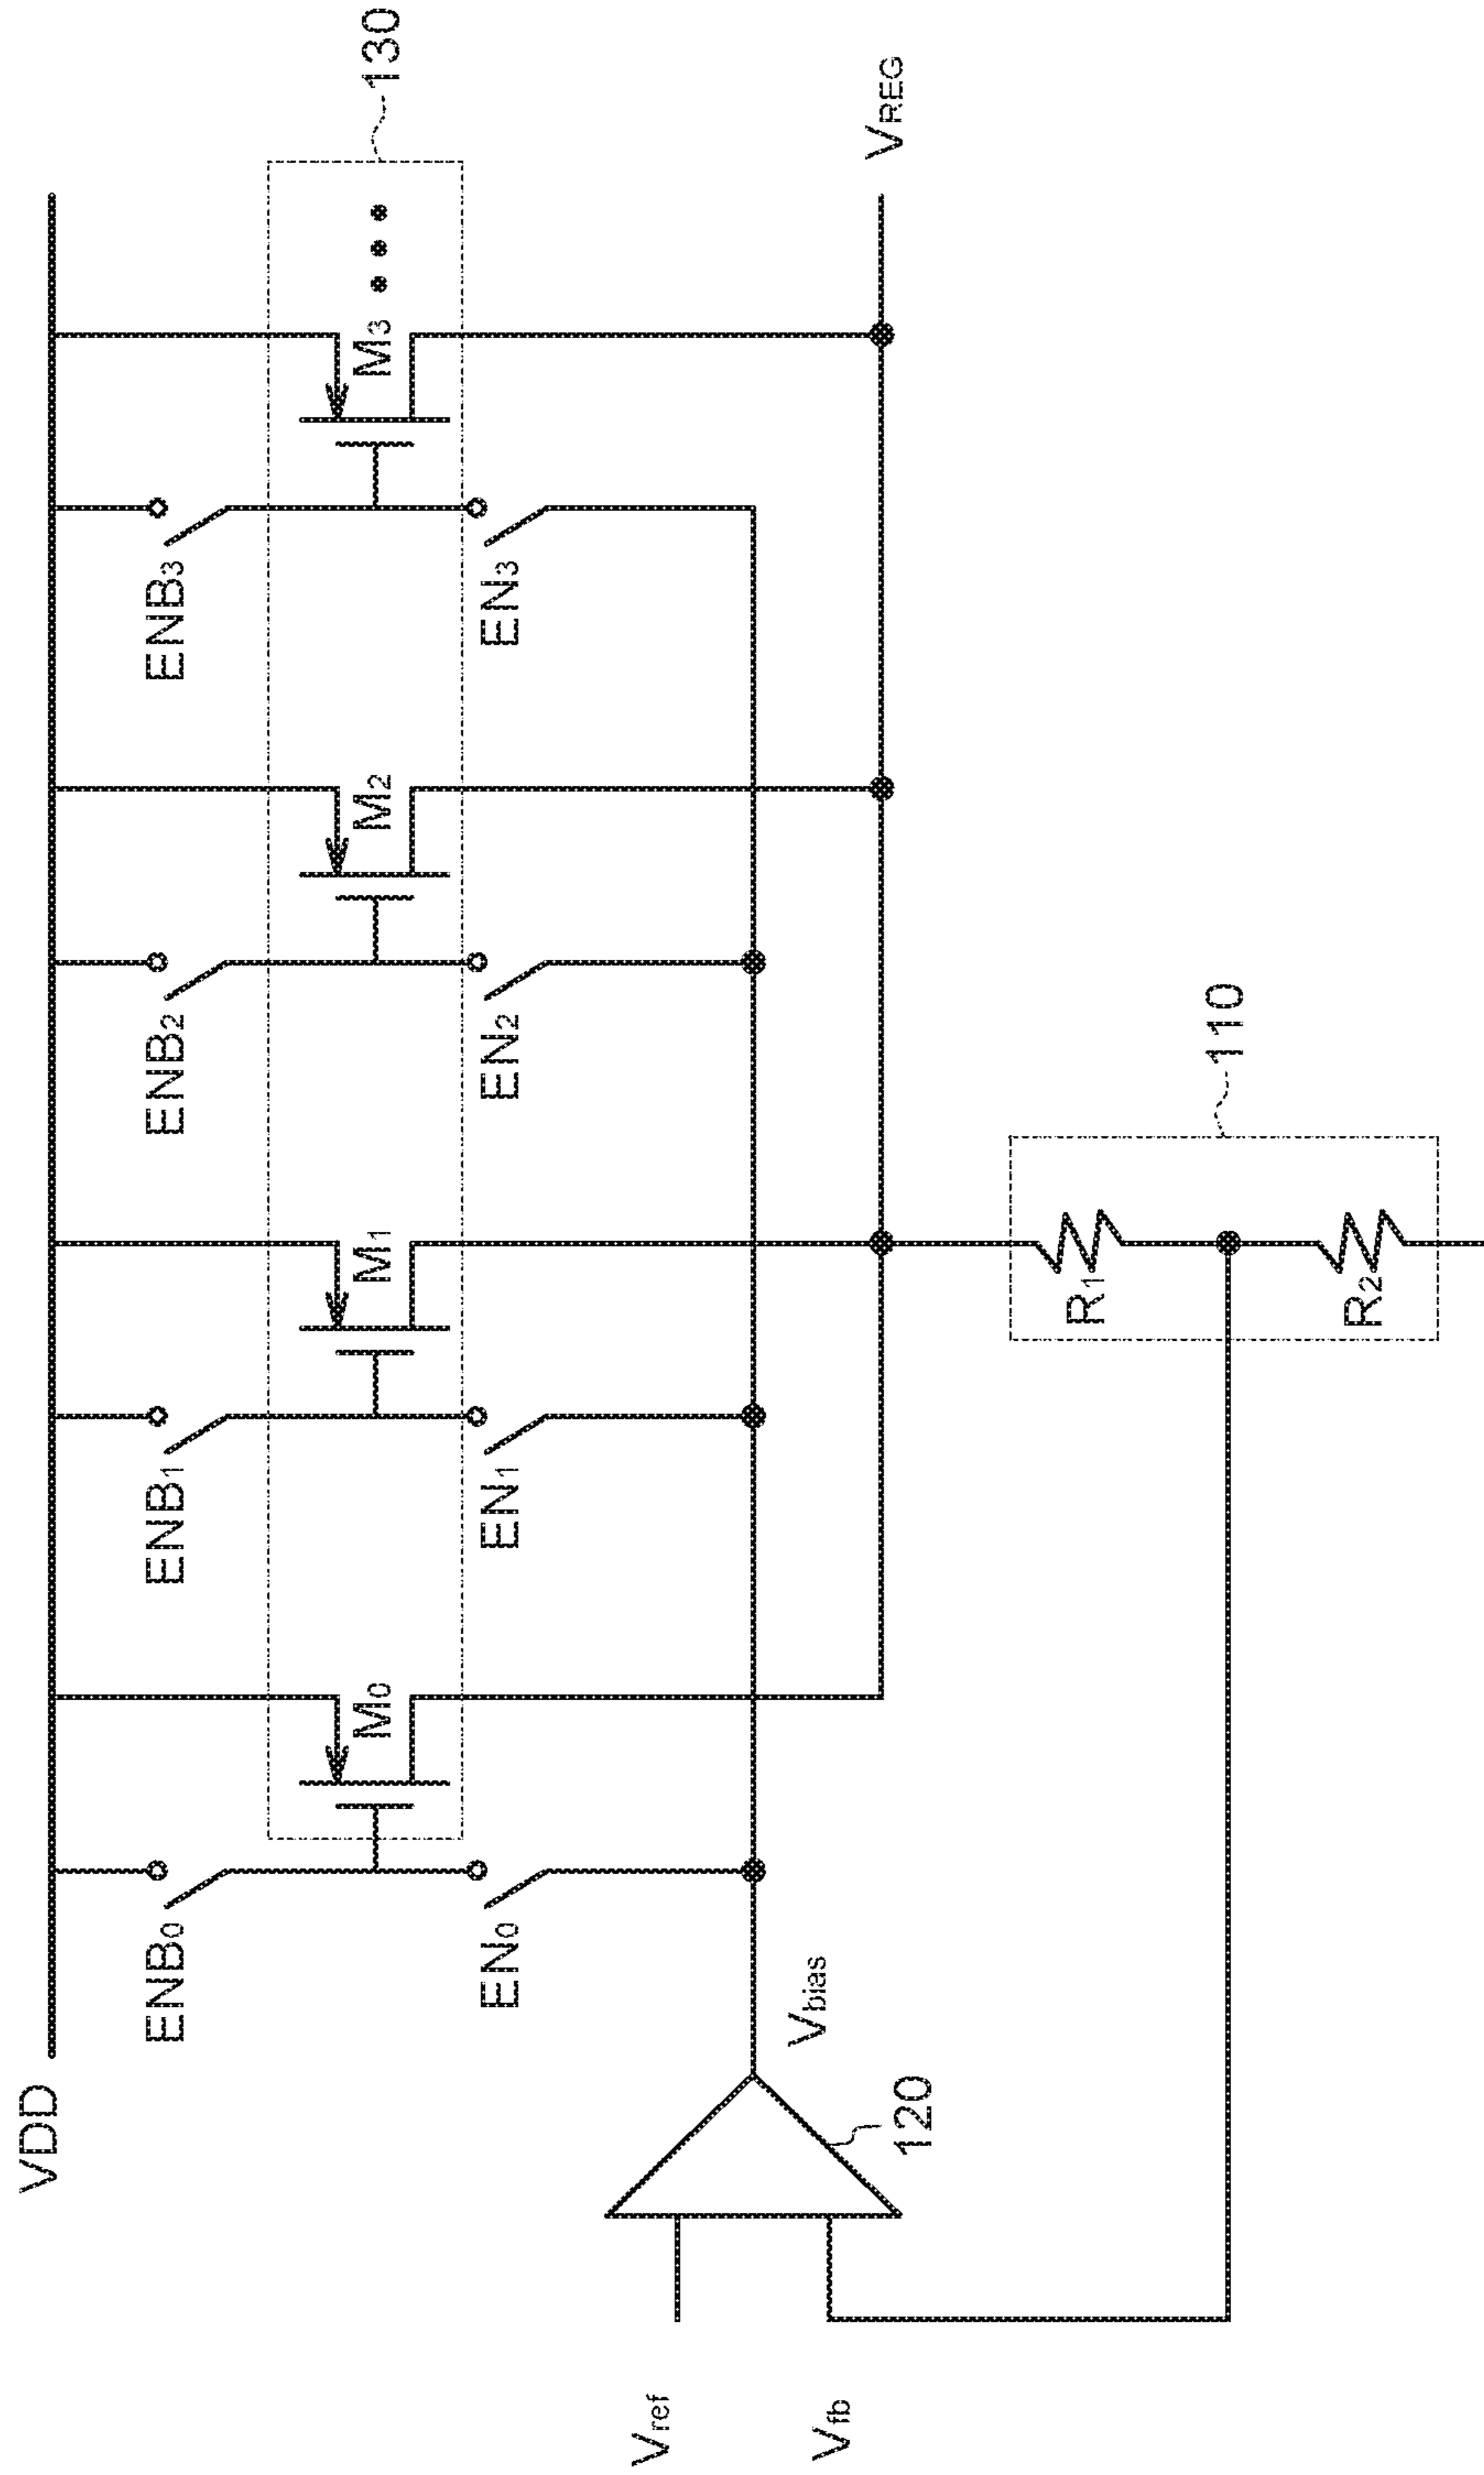 VDD
130
ENB0
ENB1
ENB2
ENB3
M0
M1
M2
M3
EN0
EN1
EN2
EN3
Vref
Vfb
Vbias
120
VREG
R1
R2
110